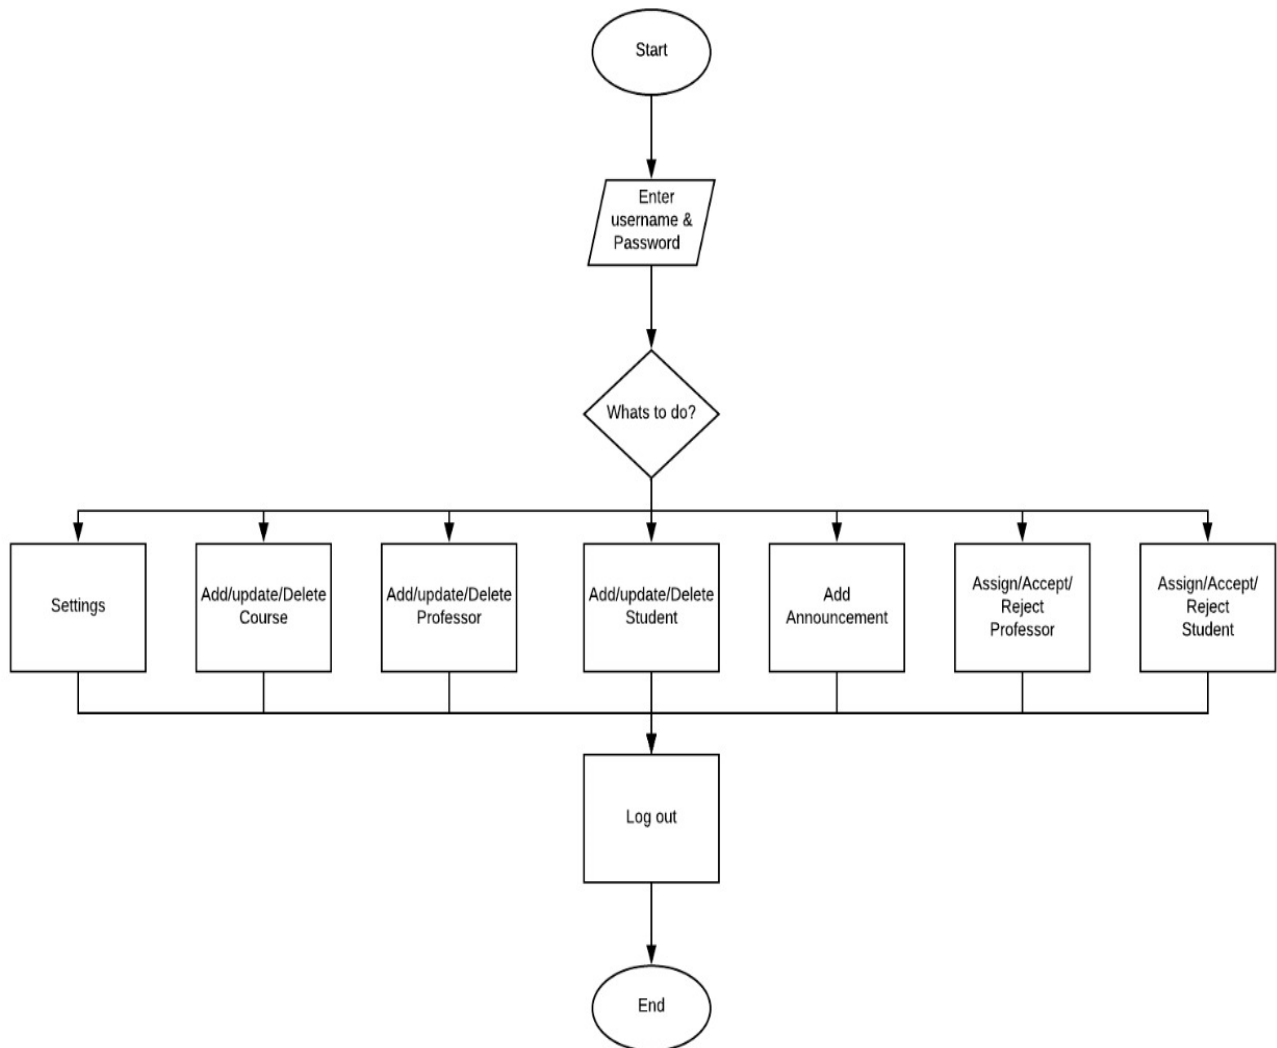 Start
Enter
username &
Password
Whats to do?
Settings
Add/update/Delete
Course
Add/update/Delete
Professor
Add/update/Delete
Student
Add
Announcement
Assign/Accept/
Reject
Professor
Assign/Accept/
Reject
Student
Log out
End